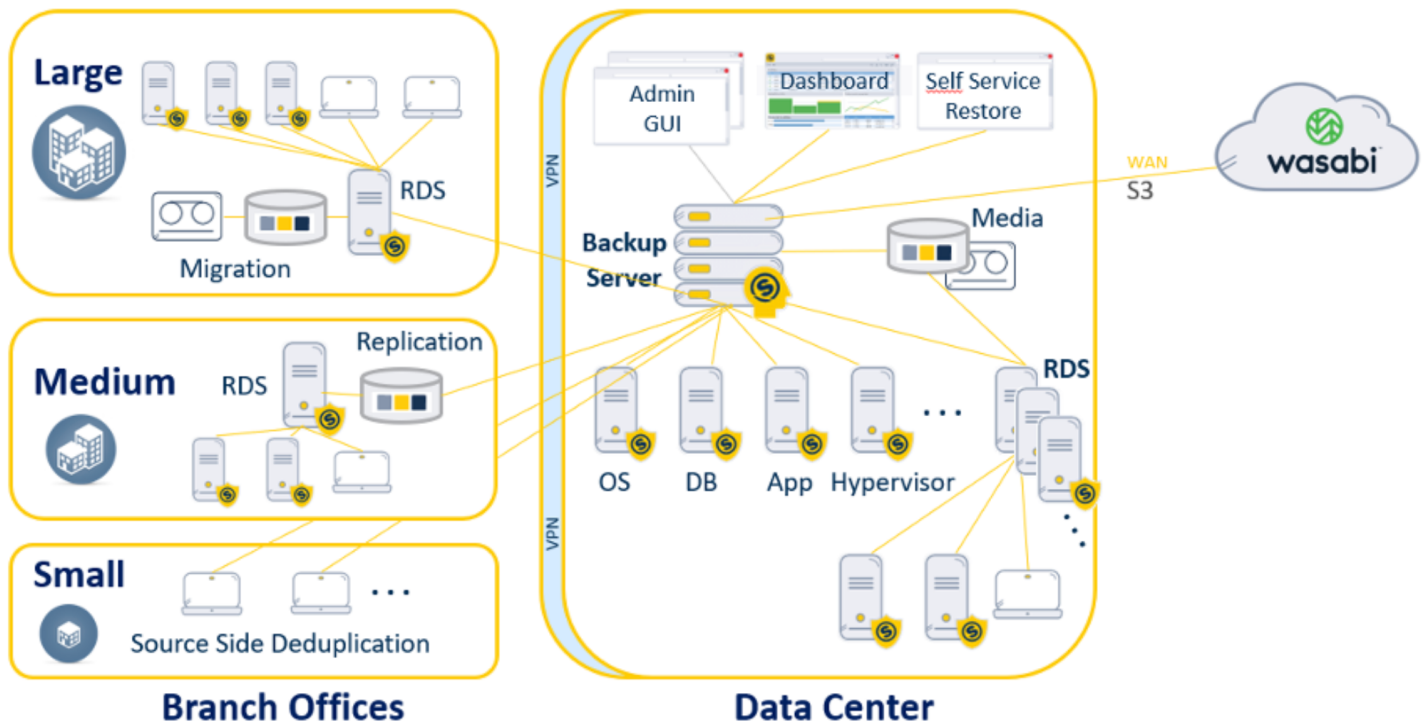 Large
RDS
Migration
Medium
Replication
RDS
Small
...
Source Side Deduplication
Branch Offices
VPN
VPN
Admin
GUI
Dashboard
Self Service
Restore
Backup
Server
Media
RDS
...
OS
DB
App
Hypervisor
...
Data Center
WAN
S3
wasabi